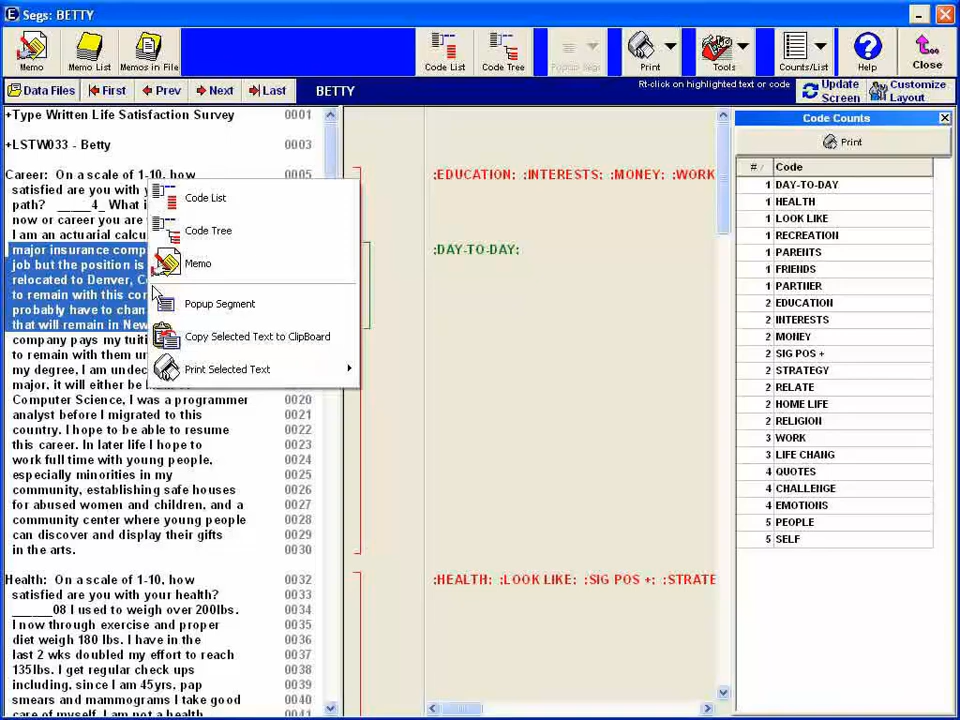 Segs: BETTY
Memo
Memo List
Memos in File
Code List
Code Tree
Popup Segs
Print
Tools
Counts/List
Help
Close
Data Files
First
Prev
Next
Last
BETTY
Rt-click on highlighted text or code
Update Screen
Customize Layout
+Type Written Life Satisfaction Survey 0001
+LSTW033 - Betty 0003
Career: On a scale of 1-10, how 0005
satisfied are you with y
path? _____4_ What i
now or career you are
I am an actuarial calcu
major insurance comp
job but the position is
relocated to Denver, C
to remain with this co
probably have to chan
that will remain in New
company pays my tuiti
to remain with them u
my degree, I am undec
major, it will either be
Computer Science, I was a programmer 0020
analyst before I migrated to this 0021
country. I hope to be able to resume 0022
this career. In later life I hope to 0023
work full time with young people, 0024
especially minorities in my 0025
community, establishing safe houses 0026
for abused women and children, and a 0027
community center where young people 0028
can discover and display their gifts 0029
in the arts. 0030
Health: On a scale of 1-10, how 0032
satisfied are you with your health? 0033
______08 I used to weigh over 200lbs. 0034
I now through exercise and proper 0035
diet weigh 180 lbs. I have in the 0036
last 2 wks doubled my effort to reach 0037
135lbs. I get regular check ups 0038
including, since I am 45yrs, pap 0039
smears and mammograms I take good 0040
care of myself. I am not a health 0041
Code List
Code Tree
Memo
Popup Segment
Copy Selected Text to ClipBoard
Print Selected Text
;EDUCATION; ;INTERESTS; ;MONEY; ;WORK
;DAY-TO-DAY;
;HEALTH; ;LOOK LIKE; ;SIG POS +; ;STRATE
Code Counts
Print
# Code
1 DAY-TO-DAY
1 HEALTH
1 LOOK LIKE
1 RECREATION
1 PARENTS
1 FRIENDS
1 PARTNER
2 EDUCATION
2 INTERESTS
2 MONEY
2 SIG POS +
2 STRATEGY
2 RELATE
2 HOME LIFE
2 RELIGION
3 WORK
3 LIFE CHANG
4 QUOTES
4 CHALLENGE
4 EMOTIONS
5 PEOPLE
5 SELF